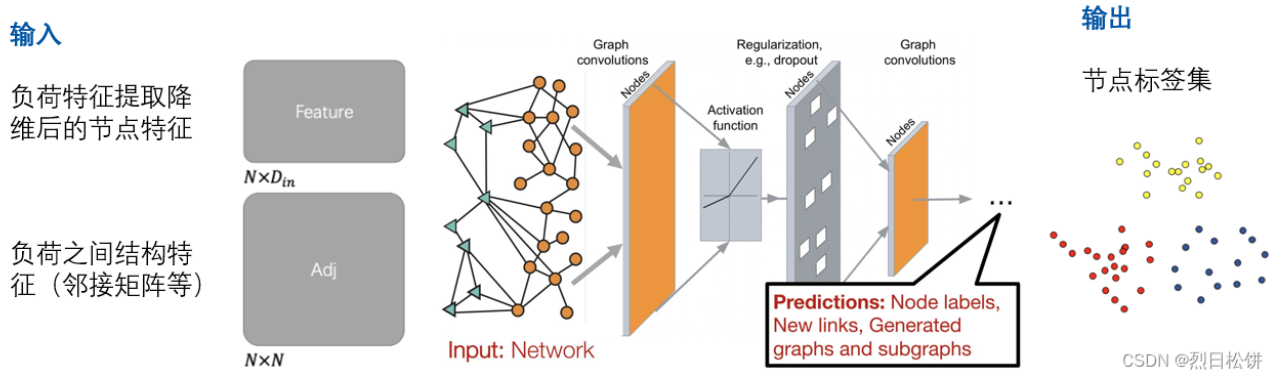 输入
负荷特征提取降
维后的节点特征
负荷之间结构特
征（邻接矩阵等）
Feature
N×D_in
Adj
N×N
Input: Network
Graph
convolutions
Nodes
Activation
function
Regularization,
e.g., dropout
Nodes
Graph
convolutions
Nodes
...
Predictions: Node labels,
New links, Generated
graphs and subgraphs
输出
节点标签集
CSDN @烈日松饼